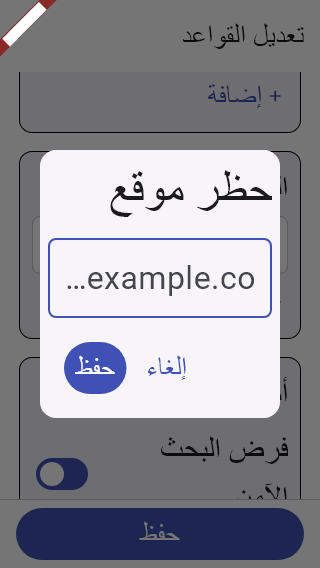 تعديل القواعد
+ إضافة
حظر موقع
example.co…
إلغاء
حفظ
فرض البحث
الآمن
حفظ